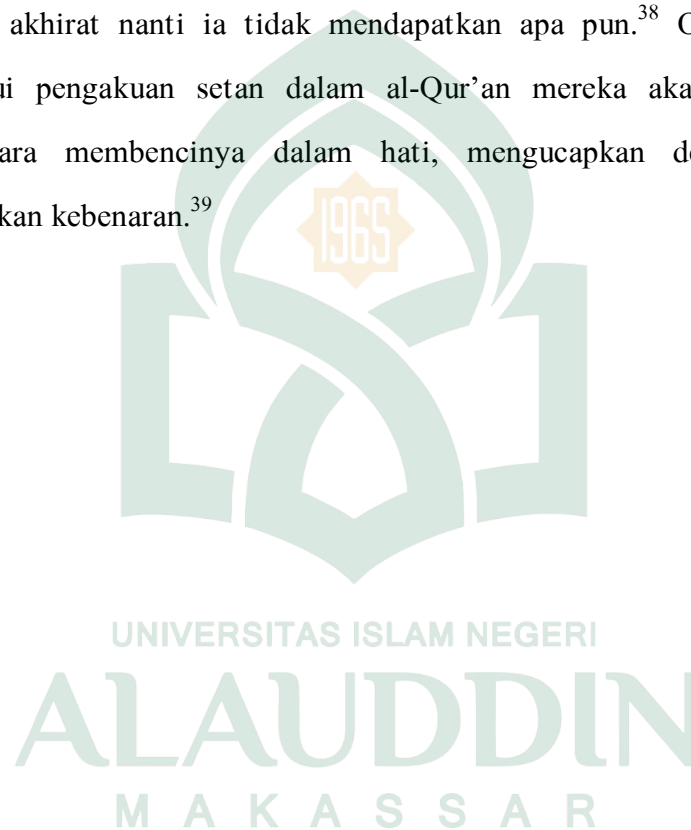 akhirat nanti ia tidak mendapatkan apa pun.38
pengakuan setan dalam al-Qur’an mereka
membencinya dalam hati, mengucapkan
kebenaran.39
1965
UNIVERSITAS ISLAM NEGERI
ALAUDDIN
MAKASSAR